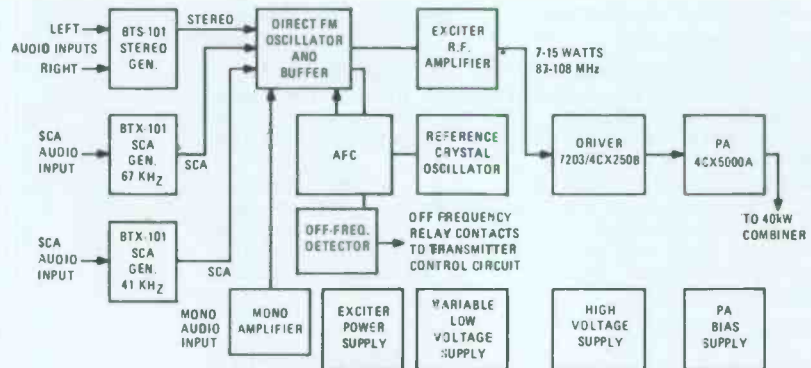 LEFT
AUDIO INPUTS
RIGHT
BTS-101
STEREO
GEN.
STEREO
DIRECT FM
OSCILLATOR
AND
BUFFER
EXCITER
R.F.
AMPLIFIER
7-15 WATTS
87-108 MHz
SCA
AUDIO
INPUT
BTX-101
SCA
GEN.
67 KHz
SCA
AFC
REFERENCE
CRYSTAL
OSCILLATOR
DRIVER
7203/4CX250B
PA
4CX5000A
TO 40kW
COMBINER
OFF-FREQ.
DETECTOR
OFF FREQUENCY
RELAY CONTACTS
TO TRANSMITTER
CONTROL CIRCUIT
SCA
AUDIO
INPUT
BTX-101
SCA
GEN.
41 KHz
SCA
MONO
AUDIO
INPUT
MONO
AMPLIFIER
EXCITER
POWER
SUPPLY
VARIABLE
LOW
VOLTAGE
SUPPLY
HIGH
VOLTAGE
SUPPLY
PA
BIAS
SUPPLY